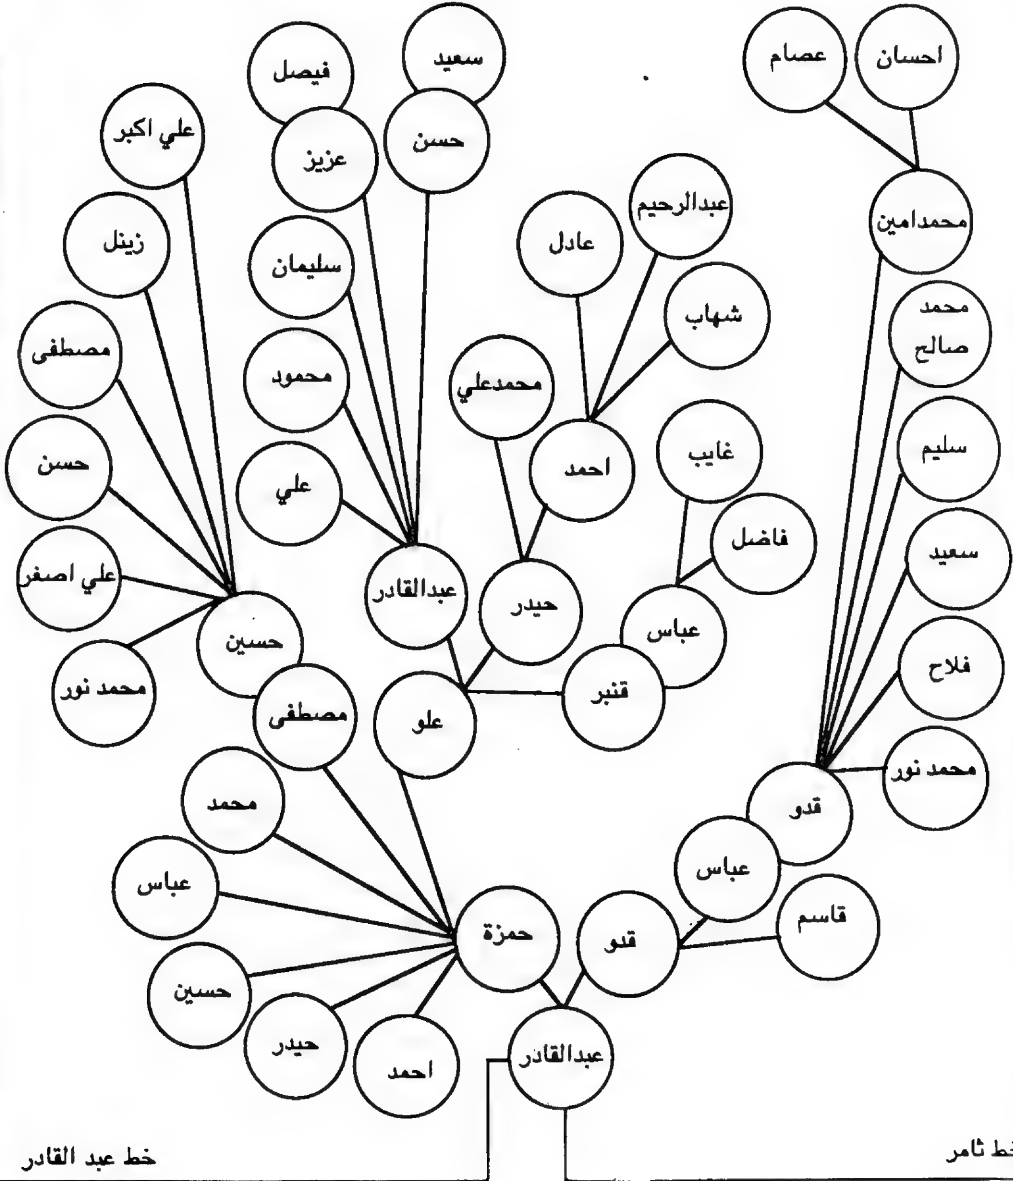 احسان
عصام
سعيد
فيصل
علي اكبر
حسن
عزيز
عبدالرحيم
محمدامين
عادل
زينل
سليمان
شهاب
محمد
صالح
مصطفى
محمود
محمدعلي
سليم
غايب
احمد
حسن
علي
فاضل
سعيد
علي اصغر
عبدالقادر
حيدر
عباس
حسين
فلاح
محمد نور
قنبر
مصطفى
علو
محمد نور
قدو
محمد
عباس
عباس
قاسم
حمزة
قدو
حسين
حيدر
احمد
عبدالقادر
خط ثامر
خط عبد القادر